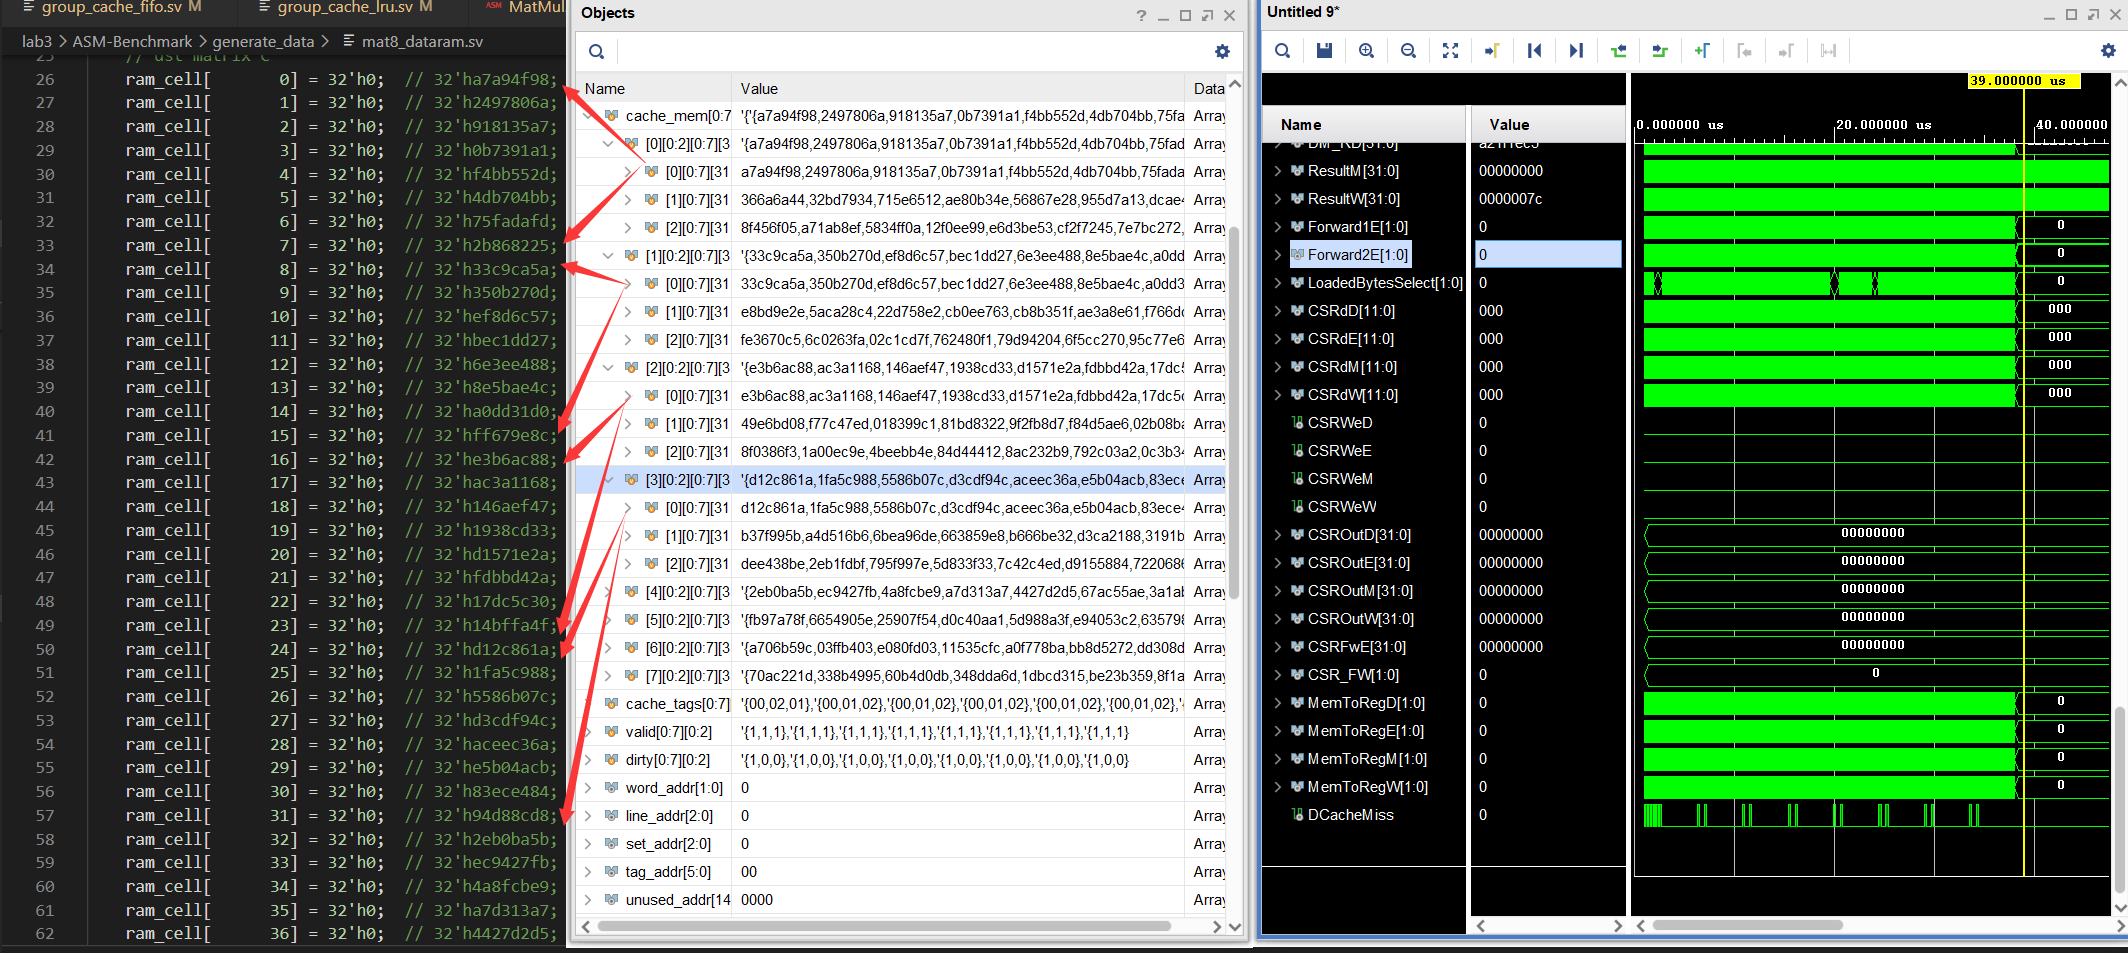 group_cache_fifo.sv M
group_cache_lru.sv M
ASM MatMul
lab3 > ASM-Benchmark > generate_data > mat8_dataram.sv
25 // dst matrix C
26 ram_cell[ 0] = 32'h0; // 32'ha7a94f98;
27 ram_cell[ 1] = 32'h0; // 32'h2497806a;
28 ram_cell[ 2] = 32'h0; // 32'h918135a7;
29 ram_cell[ 3] = 32'h0; // 32'h0b7391a1;
30 ram_cell[ 4] = 32'h0; // 32'hf4bb552d;
31 ram_cell[ 5] = 32'h0; // 32'h4db704bb;
32 ram_cell[ 6] = 32'h0; // 32'h75fadafd;
33 ram_cell[ 7] = 32'h0; // 32'h2b868225;
34 ram_cell[ 8] = 32'h0; // 32'h33c9ca5a;
35 ram_cell[ 9] = 32'h0; // 32'h350b270d;
36 ram_cell[ 10] = 32'h0; // 32'hef8d6c57;
37 ram_cell[ 11] = 32'h0; // 32'hbec1dd27;
38 ram_cell[ 12] = 32'h0; // 32'h6e3ee488;
39 ram_cell[ 13] = 32'h0; // 32'h8e5bae4c;
40 ram_cell[ 14] = 32'h0; // 32'ha0dd31d0;
41 ram_cell[ 15] = 32'h0; // 32'hff679e8c;
42 ram_cell[ 16] = 32'h0; // 32'he3b6ac88;
43 ram_cell[ 17] = 32'h0; // 32'hac3a1168;
44 ram_cell[ 18] = 32'h0; // 32'h146aef47;
45 ram_cell[ 19] = 32'h0; // 32'h1938cd33;
46 ram_cell[ 20] = 32'h0; // 32'hd1571e2a;
47 ram_cell[ 21] = 32'h0; // 32'hfdbbd42a;
48 ram_cell[ 22] = 32'h0; // 32'h17dc5c30;
49 ram_cell[ 23] = 32'h0; // 32'h14bffa4f;
50 ram_cell[ 24] = 32'h0; // 32'hd12c861a;
51 ram_cell[ 25] = 32'h0; // 32'h1fa5c988;
52 ram_cell[ 26] = 32'h0; // 32'h5586b07c;
53 ram_cell[ 27] = 32'h0; // 32'hd3cdf94c;
54 ram_cell[ 28] = 32'h0; // 32'haceec36a;
55 ram_cell[ 29] = 32'h0; // 32'he5b04acb;
56 ram_cell[ 30] = 32'h0; // 32'h83ece484;
57 ram_cell[ 31] = 32'h0; // 32'h94d88cd8;
58 ram_cell[ 32] = 32'h0; // 32'h2eb0ba5b;
59 ram_cell[ 33] = 32'h0; // 32'hec9427fb;
60 ram_cell[ 34] = 32'h0; // 32'h4a8fcbe9;
61 ram_cell[ 35] = 32'h0; // 32'ha7d313a7;
62 ram_cell[ 36] = 32'h0; // 32'h4427d2d5;
Objects
Name Value Data
cache_mem[0:7 '{'{a7a94f98,2497806a,918135a7,0b7391a1,f4bb552d,4db704bb,75fa Array
[0][0:2][0:7][3 '{a7a94f98,2497806a,918135a7,0b7391a1,f4bb552d,4db704bb,75fad Array
[0][0:7][31 a7a94f98,2497806a,918135a7,0b7391a1,f4bb552d,4db704bb,75fada Array
[1][0:7][31 366a6a44,32bd7934,715e6512,ae80b34e,56867e28,955d7a13,dcae4 Array
[2][0:7][31 8f456f05,a71ab8ef,5834ff0a,12f0ee99,e6d3be53,cf2f7245,7e7bc272, Array
[1][0:2][0:7][3 '{33c9ca5a,350b270d,ef8d6c57,bec1dd27,6e3ee488,8e5bae4c,a0dd Array
[0][0:7][31 33c9ca5a,350b270d,ef8d6c57,bec1dd27,6e3ee488,8e5bae4c,a0dd3 Array
[1][0:7][31 e8bd9e2e,5aca28c4,22d758e2,cb0ee763,cb8b351f,ae3a8e61,f766dc Array
[2][0:7][31 fe3670c5,6c0263fa,02c1cd7f,762480f1,79d94204,6f5cc270,95c77e6 Array
[2][0:2][0:7][3 '{e3b6ac88,ac3a1168,146aef47,1938cd33,d1571e2a,fdbbd42a,17dc5 Array
[0][0:7][31 e3b6ac88,ac3a1168,146aef47,1938cd33,d1571e2a,fdbbd42a,17dc5c Array
[1][0:7][31 49e6bd08,f77c47ed,018399c1,81bd8322,9f2fb8d7,f84d5ae6,02b08ba Array
[2][0:7][31 8f0386f3,1a00ec9e,4beebb4e,84d44412,8ac232b9,792c03a2,0c3b34 Array
[3][0:2][0:7][3 '{d12c861a,1fa5c988,5586b07c,d3cdf94c,aceec36a,e5b04acb,83ece Array
[0][0:7][31 d12c861a,1fa5c988,5586b07c,d3cdf94c,aceec36a,e5b04acb,83ece4 Array
[1][0:7][31 b37f995b,a4d516b6,6bea96de,663859e8,b666be32,d3ca2188,3191b Array
[2][0:7][31 dee438be,2eb1fdbf,795f997e,5d833f33,7c42c4ed,d9155884,722068 Array
[4][0:2][0:7][3 '{2eb0ba5b,ec9427fb,4a8fcbe9,a7d313a7,4427d2d5,67ac55ae,3a1ab Array
[5][0:2][0:7][3 '{fb97a78f,6654905e,25907f54,d0c40aa1,5d988a3f,e94053c2,635798 Array
[6][0:2][0:7][3 '{a706b59c,03ffb403,e080fd03,11535cfc,a0f778ba,bb8d5272,dd308d Array
[7][0:2][0:7][3 '{70ac221d,338b4995,60b4d0db,348dda6d,1dbcd315,be23b359,8f1a Array
cache_tags[0:7] '{'{00,02,01},'{00,01,02},'{00,01,02},'{00,01,02},'{00,01,02},'{00,01,02},' Array
valid[0:7][0:2] '{'{1,1,1},'{1,1,1},'{1,1,1},'{1,1,1},'{1,1,1},'{1,1,1},'{1,1,1},'{1,1,1} Array
dirty[0:7][0:2] '{'{1,0,0},'{1,0,0},'{1,0,0},'{1,0,0},'{1,0,0},'{1,0,0},'{1,0,0},'{1,0,0} Array
word_addr[1:0] 0 Array
line_addr[2:0] 0 Array
set_addr[2:0] 0 Array
tag_addr[5:0] 00 Array
unused_addr[14 0000 Array
Untitled 9*
39.000000 us
Name Value 0.000000 us 20.000000 us 40.000000
DM_RD[31:0]
ResultM[31:0] 00000000
ResultW[31:0] 0000007c
Forward1E[1:0] 0 0
Forward2E[1:0] 0 0
LoadedBytesSelect[1:0] 0 0
CSRdD[11:0] 000 000
CSRdE[11:0] 000 000
CSRdM[11:0] 000 000
CSRdW[11:0] 000 000
CSRWeD 0
CSRWeE 0
CSRWeM 0
CSRWeW 0
CSROutD[31:0] 00000000 00000000
CSROutE[31:0] 00000000 00000000
CSROutM[31:0] 00000000 00000000
CSROutW[31:0] 00000000 00000000
CSRFwE[31:0] 00000000 00000000
CSR_FW[1:0] 0 0
MemToRegD[1:0] 0 0
MemToRegE[1:0] 0 0
MemToRegM[1:0] 0 0
MemToRegW[1:0] 0 0
DCacheMiss 0